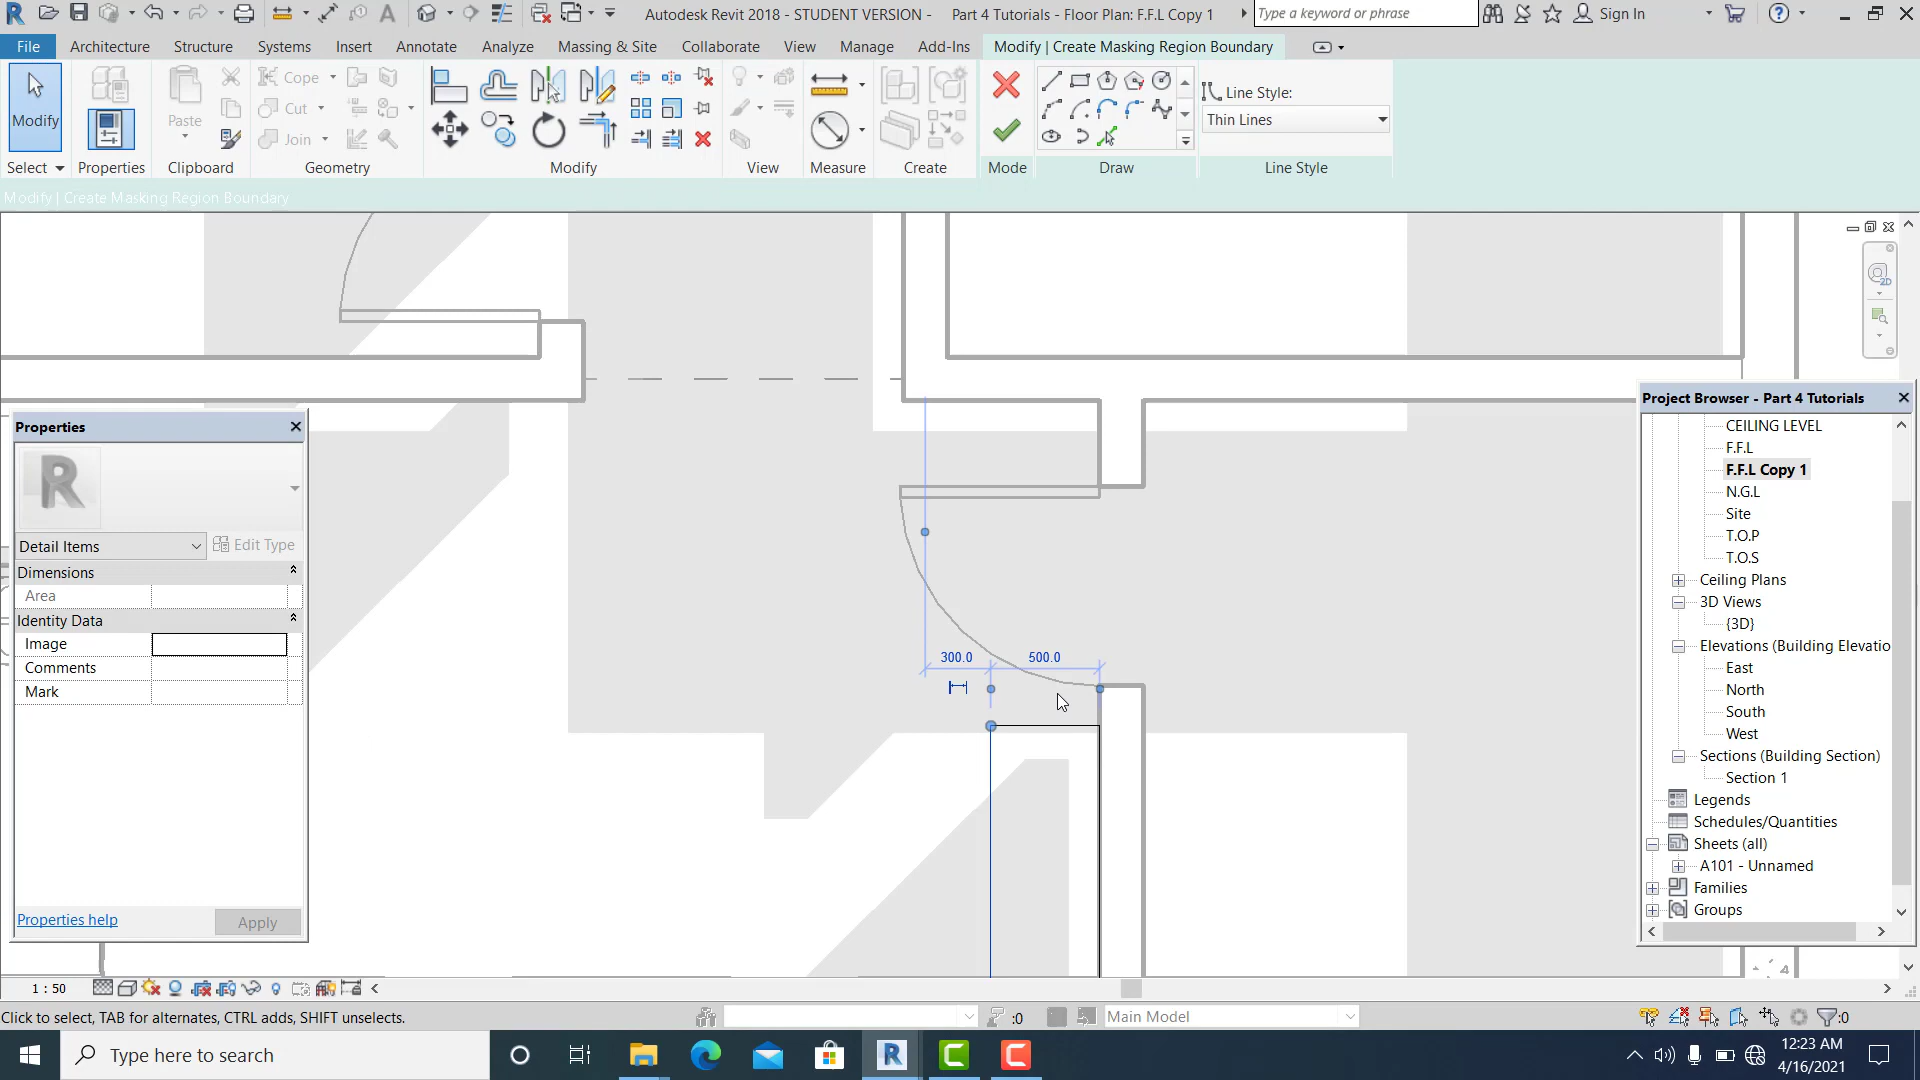 Autodesk Revit 2018 - STUDENT VERSION - Part 4 Tutorials - Floor Plan: F.F.L Copy 1
Type a keyword or phrase
Sign In
File Architecture Structure Systems Insert Annotate Analyze Massing & Site Collaborate View Manage Add-Ins Modify | Create Masking Region Boundary
Modify
Paste
Cope
Cut
Join
Line Style:
Thin Lines
Select Properties Clipboard Geometry Modify View Measure Create Mode Draw Line Style
Modify | Create Masking Region Boundary
Properties
Detail Items
Edit Type
Dimensions
Area
Identity Data
Image
Comments
Mark
Properties help
Apply
300.0
500.0
Project Browser - Part 4 Tutorials
CEILING LEVEL
F.F.L
F.F.L Copy 1
N.G.L
Site
T.O.P
T.O.S
Ceiling Plans
3D Views
{3D}
Elevations (Building Elevatio
East
North
South
West
Sections (Building Section)
Section 1
Legends
Schedules/Quantities
Sheets (all)
A101 - Unnamed
Families
Groups
1 : 50
Click to select, TAB for alternates, CTRL adds, SHIFT unselects.
:0
Main Model
:0
Type here to search
12:23 AM
4/16/2021